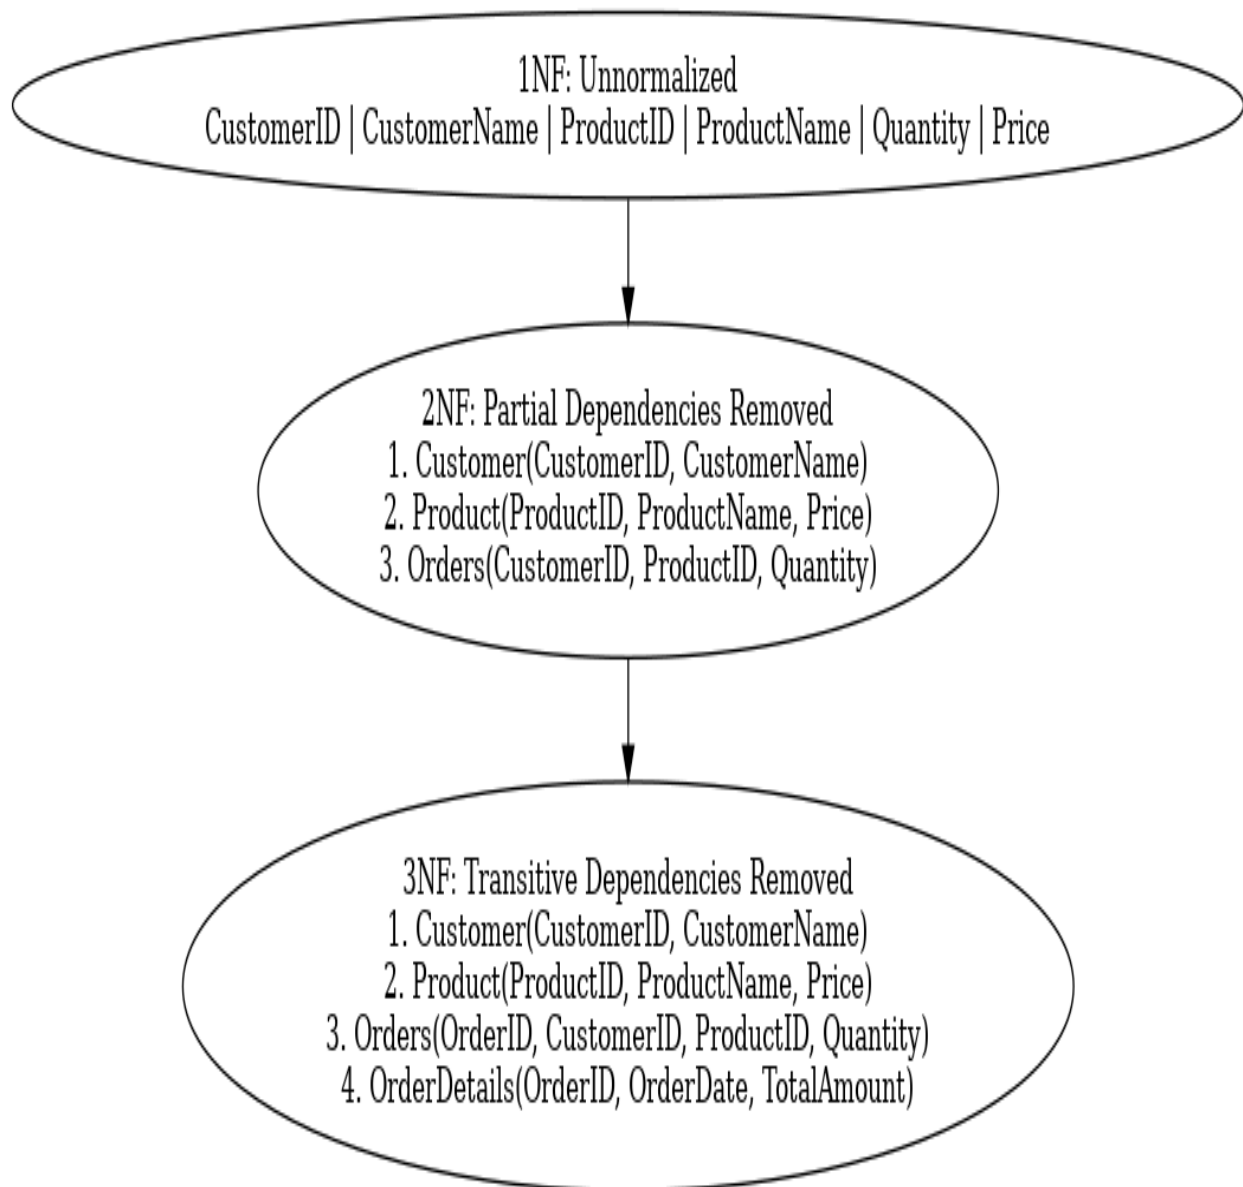 1NF: Unnormalized
CustomerID | CustomerName | ProductID | ProductName | Quantity | Price
2NF: Partial Dependencies Removed
1. Customer(CustomerID, CustomerName)
2. Product(ProductID, ProductName, Price)
3. Orders(CustomerID, ProductID, Quantity)
3NF: Transitive Dependencies Removed
1. Customer(CustomerID, CustomerName)
2. Product(ProductID, ProductName, Price)
3. Orders(OrderID, CustomerID, ProductID, Quantity)
4. OrderDetails(OrderID, OrderDate, TotalAmount)